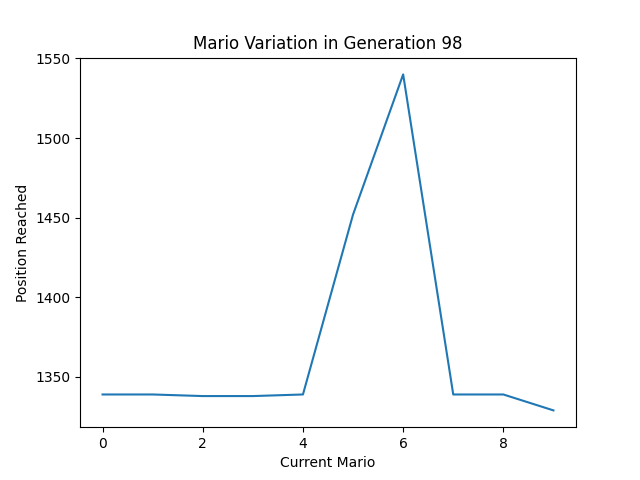 Mario Variation in Generation 98
1550
1500
1450
1400
1350
Position Reached
0 2 4 6 8
Current Mario